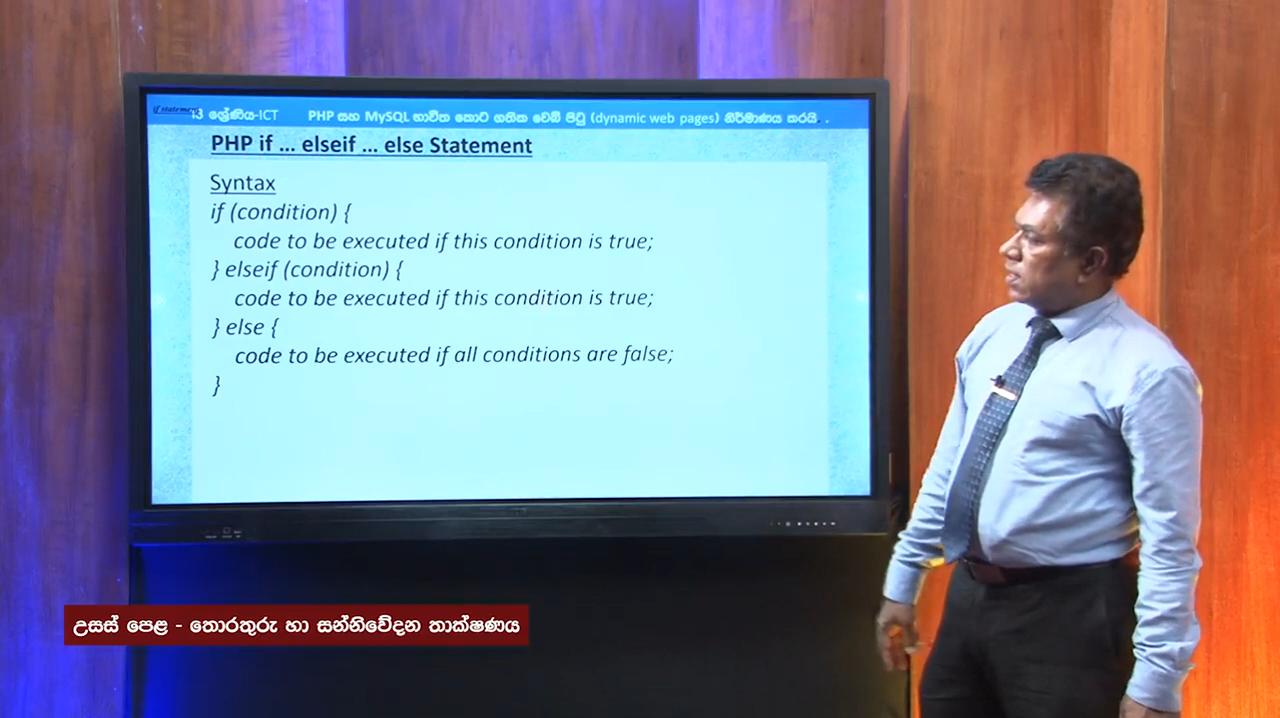 if statement
13 ශ්‍රේණිය-ICT PHP සහ MySQL භාවිත කොට ගතික වෙබ් පිටු (dynamic web pages) නිර්මාණය කරයි. .
PHP if ... elseif ... else Statement
Syntax
if (condition) {
code to be executed if this condition is true;
} elseif (condition) {
code to be executed if this condition is true;
} else {
code to be executed if all conditions are false;
}
උසස් පෙළ - තොරතුරු හා සන්නිවේදන තාක්ෂණය